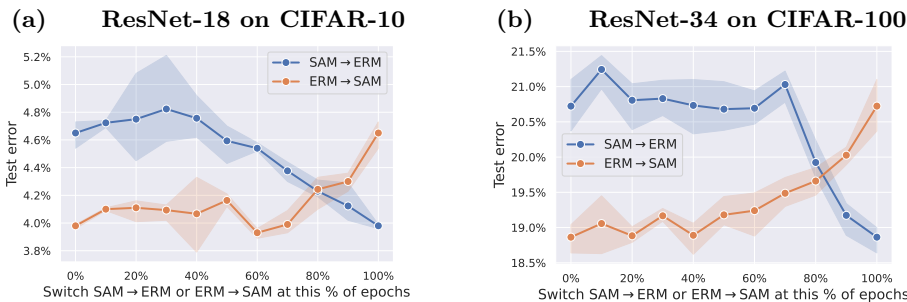 (a) ResNet-18 on CIFAR-10
5.2%
5.0%
4.8%
4.6%
4.4%
4.2%
4.0%
3.8%
Test error
SAM→ERM
ERM→SAM
0% 20% 40% 60% 80% 100%
Switch SAM→ERM or ERM→SAM at this % of epochs
(b) ResNet-34 on CIFAR-100
21.5%
21.0%
20.5%
20.0%
19.5%
19.0%
18.5%
Test error
SAM→ERM
ERM→SAM
0% 20% 40% 60% 80% 100%
Switch SAM→ERM or ERM→SAM at this % of epochs